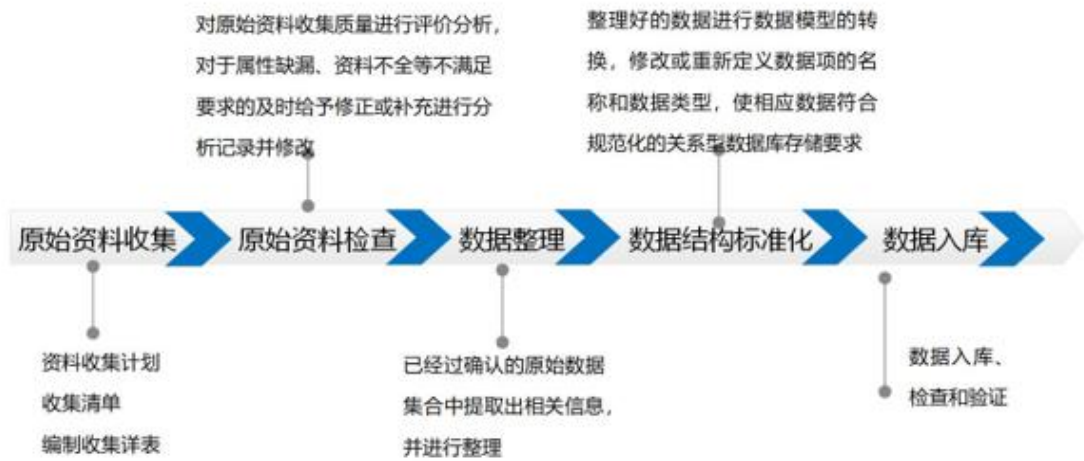 对原始资料收集质量进行评价分析，
对于属性缺漏、资料不全等不满足
要求的及时给予修正或补充进行分
析记录并修改
整理好的数据进行数据模型的转
换，修改或重新定义数据项的名
称和数据类型，使相应数据符合
规范化的关系型数据库存储要求
原始资料收集
原始资料检查
数据整理
数据结构标准化
数据入库
资料收集计划
收集清单
编制收集详表
已经过确认的原始数据
集合中提取出相关信息，
并进行整理
数据入库、
检查和验证